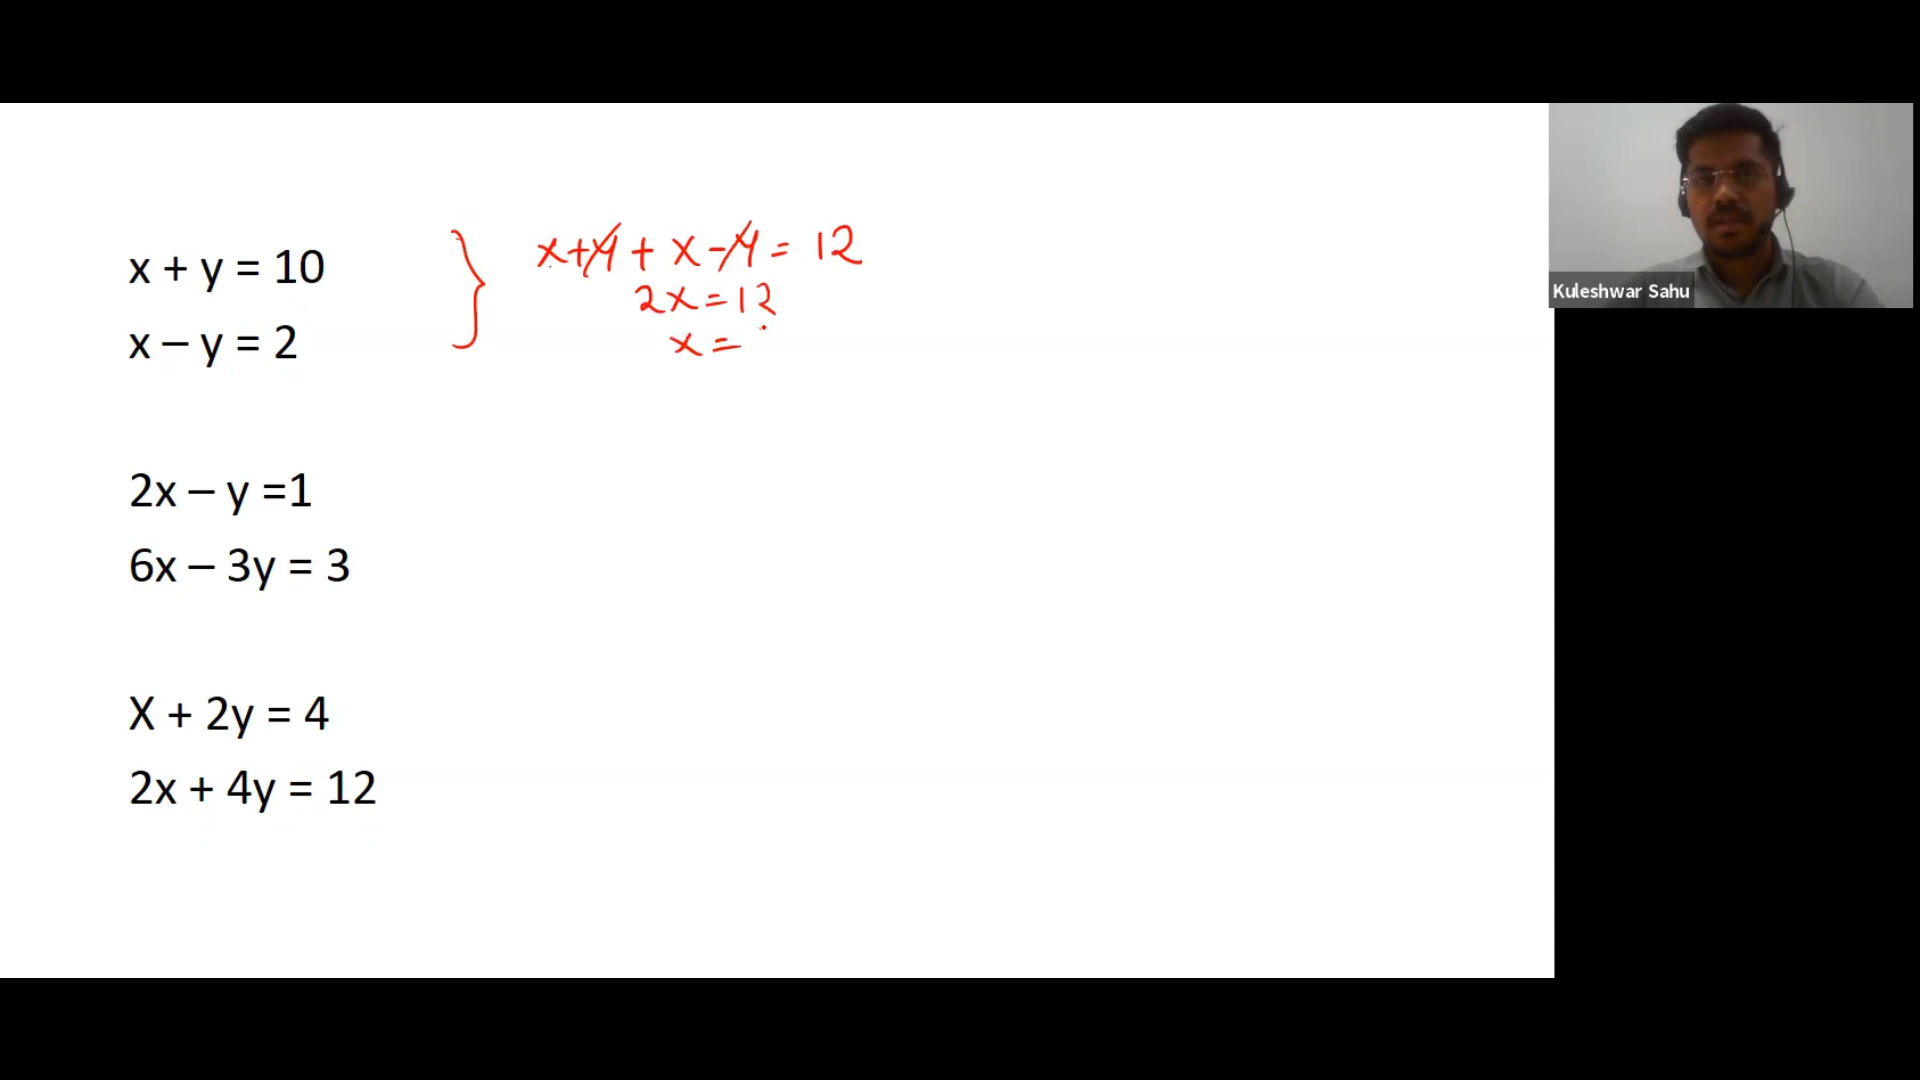 x + y = 10
x – y = 2
x+y + x-y = 12
2x = 12
x =
2x – y =1
6x – 3y = 3
X + 2y = 4
2x + 4y = 12
Kuleshwar Sahu